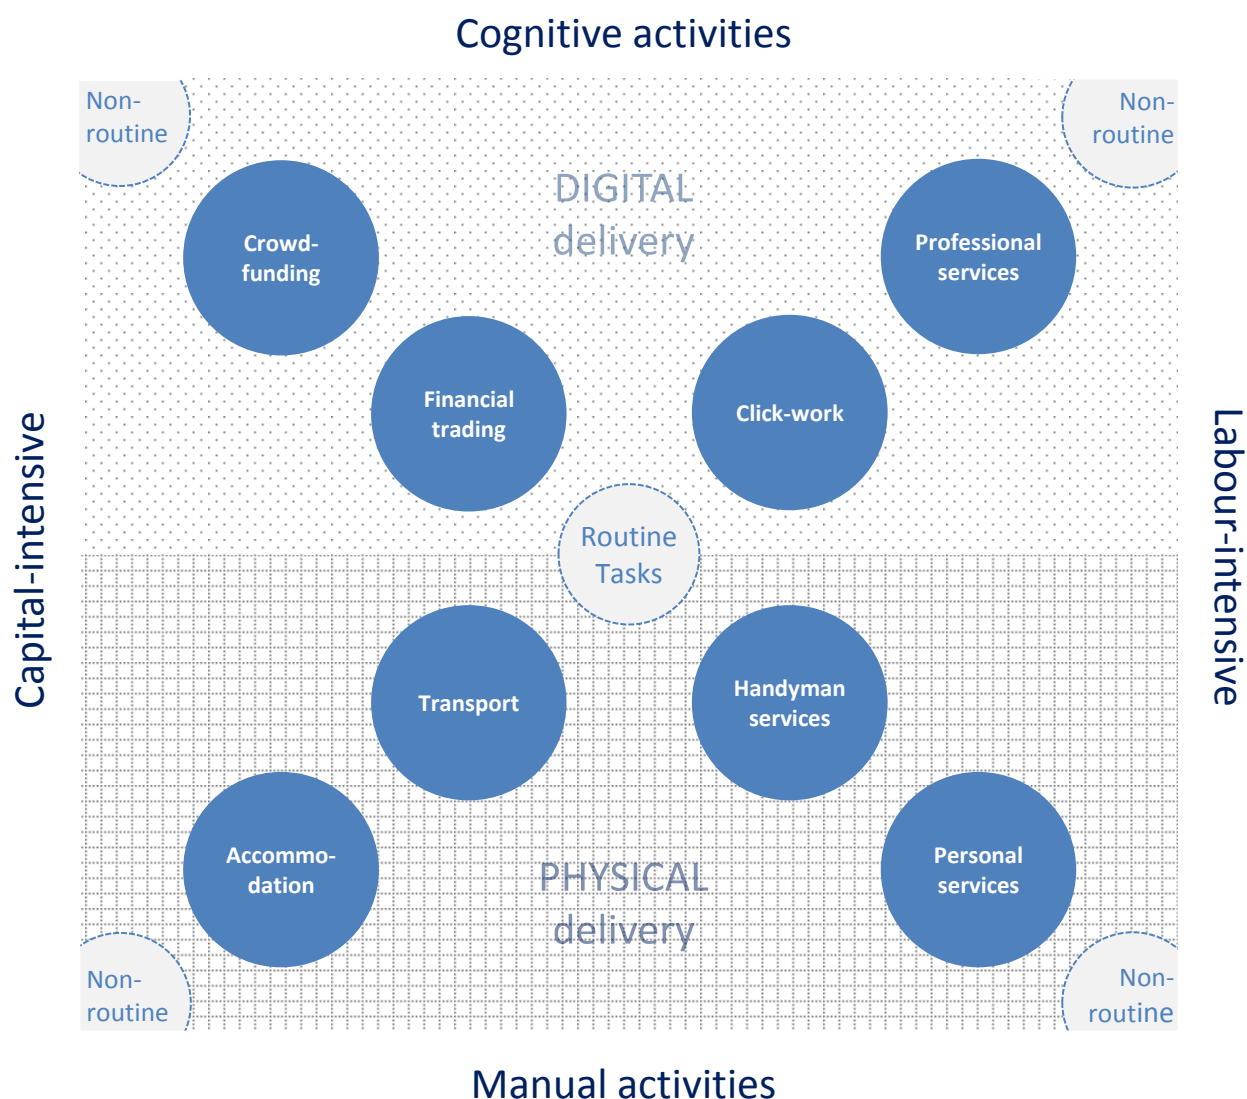 Cognitive activities
Non-
routine
Non-
routine
DIGITAL
delivery
Crowd-
funding
Professional
services
Financial
trading
Click-work
Capital-intensive
Labour-intensive
Routine
Tasks
Transport
Handyman
services
Accommo-
dation
PHYSICAL
delivery
Personal
services
Non-
routine
Non-
routine
Manual activities